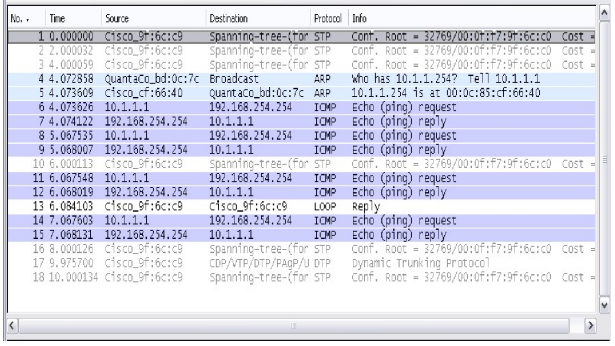 No. Time Source Destination Protocol Info
1 0.000000 Cisco_9f:6c:c9 Spanning-tree-(for STP Conf. Root = 32769/00:0f:f7:9f:6c:c0 Cost =
2 2.000032 Cisco_9f:6c:c9 Spanning-tree-(for STP Conf. Root = 32769/00:0f:f7:9f:6c:c0 Cost =
3 4.000059 Cisco_9f:6c:c9 Spanning-tree-(for STP Conf. Root = 32769/00:0f:f7:9f:6c:c0 Cost =
4 4.072858 QuantaCo_bd:0c:7c Broadcast ARP Who has 10.1.1.254? Tell 10.1.1.1
5 4.073609 Cisco_cf:66:40 QuantaCo_bd:0c:7c ARP 10.1.1.254 is at 00:0c:85:cf:66:40
6 4.073626 10.1.1.1 192.168.254.254 ICMP Echo (ping) request
7 4.074122 192.168.254.254 10.1.1.1 ICMP Echo (ping) reply
8 5.067535 10.1.1.1 192.168.254.254 ICMP Echo (ping) request
9 5.068007 192.168.254.254 10.1.1.1 ICMP Echo (ping) reply
10 6.000113 Cisco_9f:6c:c9 Spanning-tree-(for STP Conf. Root = 32769/00:0f:f7:9f:6c:c0 Cost =
11 6.067548 10.1.1.1 192.168.254.254 ICMP Echo (ping) request
12 6.068019 192.168.254.254 10.1.1.1 ICMP Echo (ping) reply
13 6.084103 Cisco_9f:6c:c9 Cisco_9f:6c:c9 LOOP Reply
14 7.067603 10.1.1.1 192.168.254.254 ICMP Echo (ping) request
15 7.068131 192.168.254.254 10.1.1.1 ICMP Echo (ping) reply
16 8.000126 Cisco_9f:6c:c9 Spanning-tree-(for STP Conf. Root = 32769/00:0f:f7:9f:6c:c0 Cost =
17 9.975700 Cisco_9f:6c:c9 CDP/VTP/DTP/PAgP/U DTP Dynamic Trunking Protocol
18 10.000134 Cisco_9f:6c:c9 Spanning-tree-(for STP Conf. Root = 32769/00:0f:f7:9f:6c:c0 Cost =